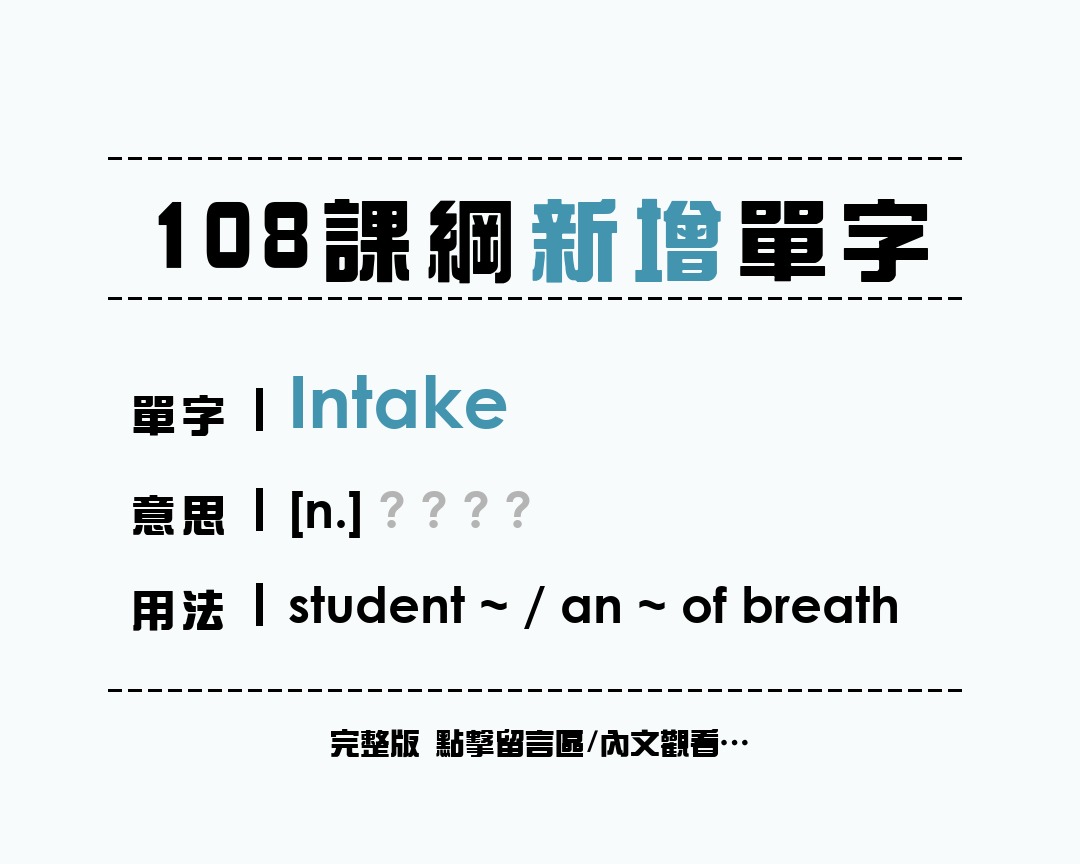 108課綱新增單字
單字 | Intake
意思 | [n.] ????
用法 | student ~ / an ~ of breath
完整版 點擊留言區/內文觀看…